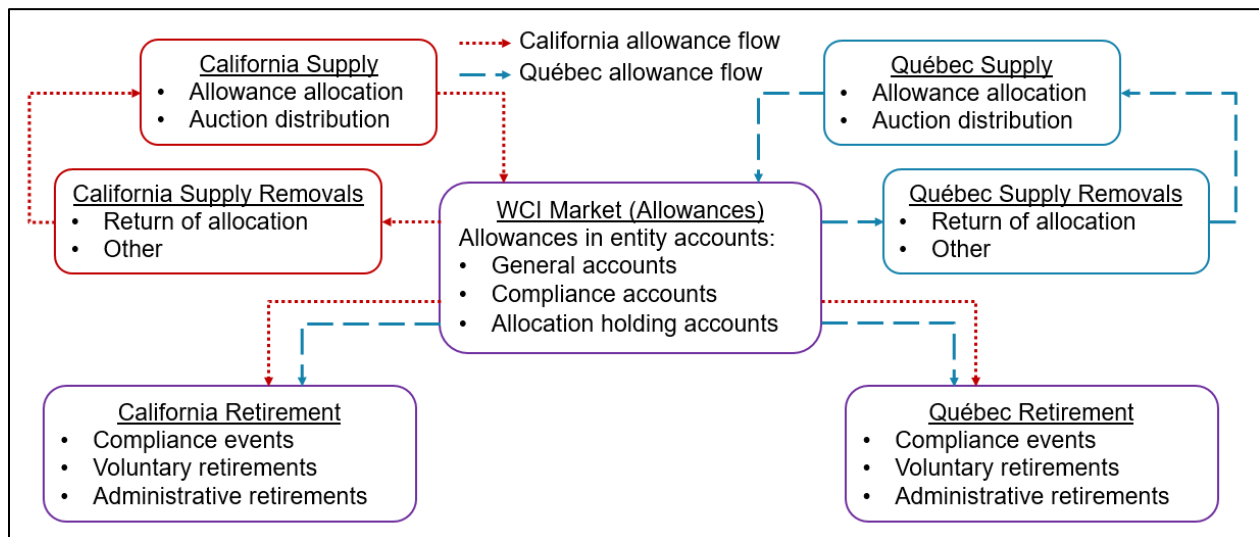 California allowance flow
Québec allowance flow
California Supply
• Allowance allocation
• Auction distribution
Québec Supply
• Allowance allocation
• Auction distribution
California Supply Removals
• Return of allocation
• Other
WCI Market (Allowances)
Allowances in entity accounts:
• General accounts
• Compliance accounts
• Allocation holding accounts
Québec Supply Removals
• Return of allocation
• Other
California Retirement
• Compliance events
• Voluntary retirements
• Administrative retirements
Québec Retirement
• Compliance events
• Voluntary retirements
• Administrative retirements